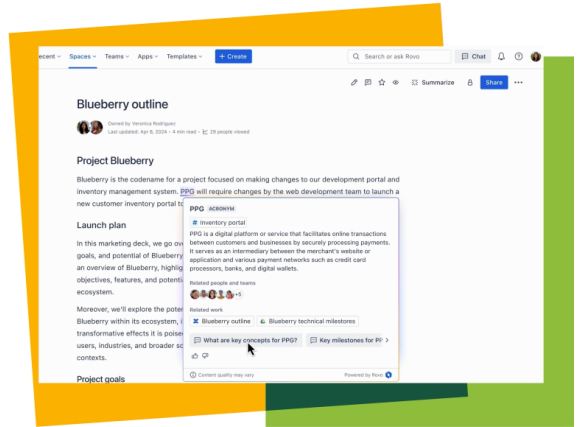 ecent Spaces Teams Apps Templates + Create Search or ask Rovo Chat
Summarize Share
Blueberry outline
Owned by Veronica Rodriguez
Last updated: Apr 8, 2024 • 4 min read • 29 people viewed
Project Blueberry
Blueberry is the codename for a project focused on making changes to our development portal and
inventory management system. PPG will require changes by the web development team to launch a
new customer inventory portal to
PPG ACRONYM
# Inventory portal
PPG is a digital platform or service that facilitates online transactions
between customers and businesses by securely processing payments.
It serves as an intermediary between the merchant's website or
application and various payment networks such as credit card
processors, banks, and digital wallets.
Related people and teams
+5
Related work
Blueberry outline Blueberry technical milestores
What are key concepts for PPG? Key milestones for PP
Content quality may vary Powered by Rovo
Launch plan
In this marketing deck, we go ov
goals, and potential of Blueberry
an overview of Blueberry, highlig
objectives, features, and potenti
ecosystem.
Moreover, we'll explore the poter
Blueberry within its ecosystem, i
transformative effects it is poise
users, industries, and broader so
contexts.
Project goals